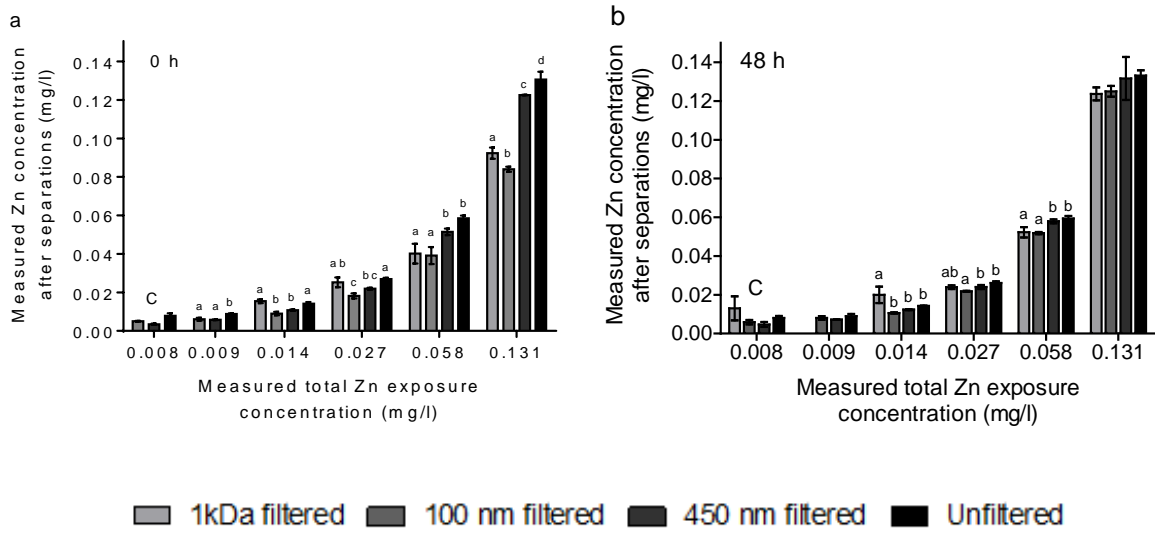 a
0 h
Measured Zn concentration
after separations (mg/l)
0.14
0.12
0.10
0.08
0.06
0.04
0.02
0.00
C
a a b
a b b a
ab c bc a
a a b b
a b c d
0.008 0.009 0.014 0.027 0.058 0.131
Measured total Zn exposure
concentration (mg/l)
b
48 h
Measured Zn concentration
after separations (mg/l)
0.14
0.12
0.10
0.08
0.06
0.04
0.02
0.00
C
a b b b
ab a b b
a a b b
0.008 0.009 0.014 0.027 0.058 0.131
Measured total Zn exposure
concentration (mg/l)
1kDa filtered 100 nm filtered 450 nm filtered Unfiltered